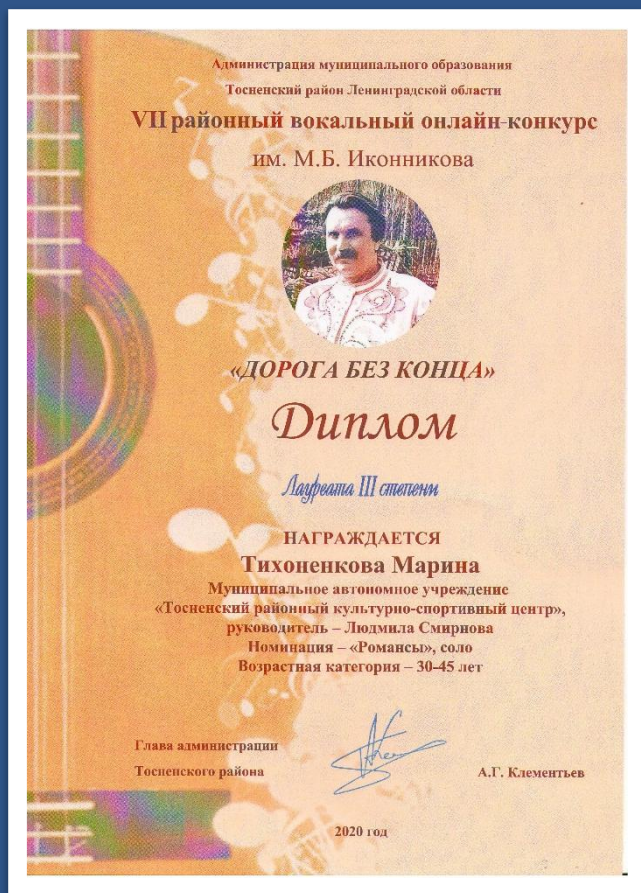 Администрация муниципального образования
Тосненский район Ленинградской области
VII районный вокальный онлайн-конкурс
им. М.Б. Иконникова
«ДОРОГА БЕЗ КОНЦА»
Диплом
Лауреата III степени
НАГРАЖДАЕТСЯ
Тихоненкова Марина
Муниципальное автономное учреждение
«Тосненский районный культурно-спортивный центр»,
руководитель – Людмила Смирнова
Номинация – «Романсы», соло
Возрастная категория – 30-45 лет
Глава администрации
Тосненского района
А.Г. Клементьев
2020 год